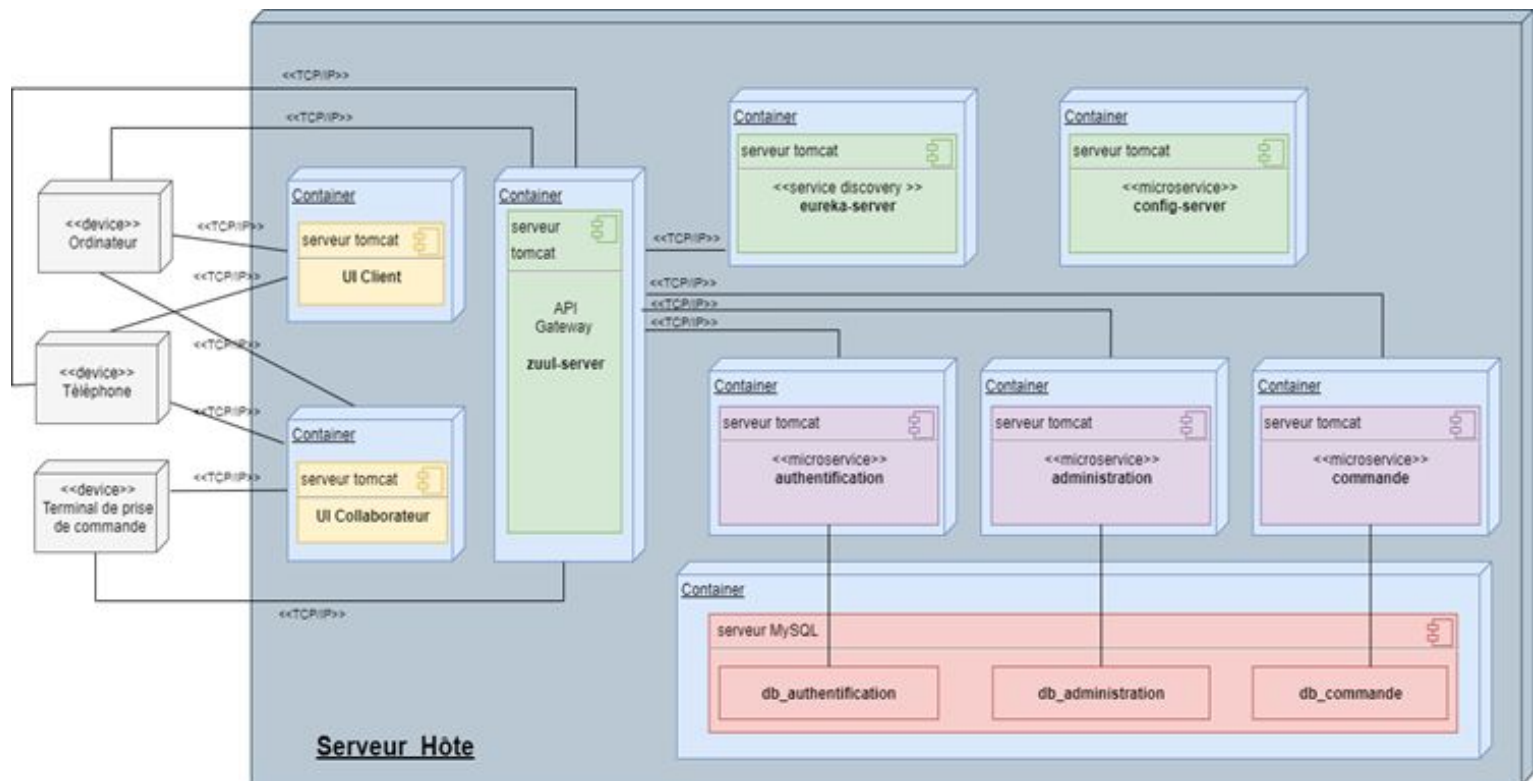 <<TCP/IP>>
<<TCP/IP>>
<<device>>
Ordinateur
<<TCP/IP>>
<<TCP/IP>>
<<device>>
Téléphone
<<TCP/IP>>
<<TCP/IP>>
<<device>>
Terminal de prise
de commande
<<TCP/IP>>
<<TCP/IP>>
Container
serveur tomcat
UI Client
Container
serveur tomcat
UI Collaborateur
Container
serveur
tomcat
API
Gateway
zuul-server
<<TCP/IP>>
<<TCP/IP>>
<<TCP/IP>>
<<TCP/IP>>
Container
serveur tomcat
<<service discovery >>
eureka-server
Container
serveur tomcat
<<microservice>>
config-server
Container
serveur tomcat
<<microservice>>
authentification
Container
serveur tomcat
<<microservice>>
administration
Container
serveur tomcat
<<microservice>>
commande
Container
serveur MySQL
db_authentification
db_administration
db_commande
Serveur Hôte